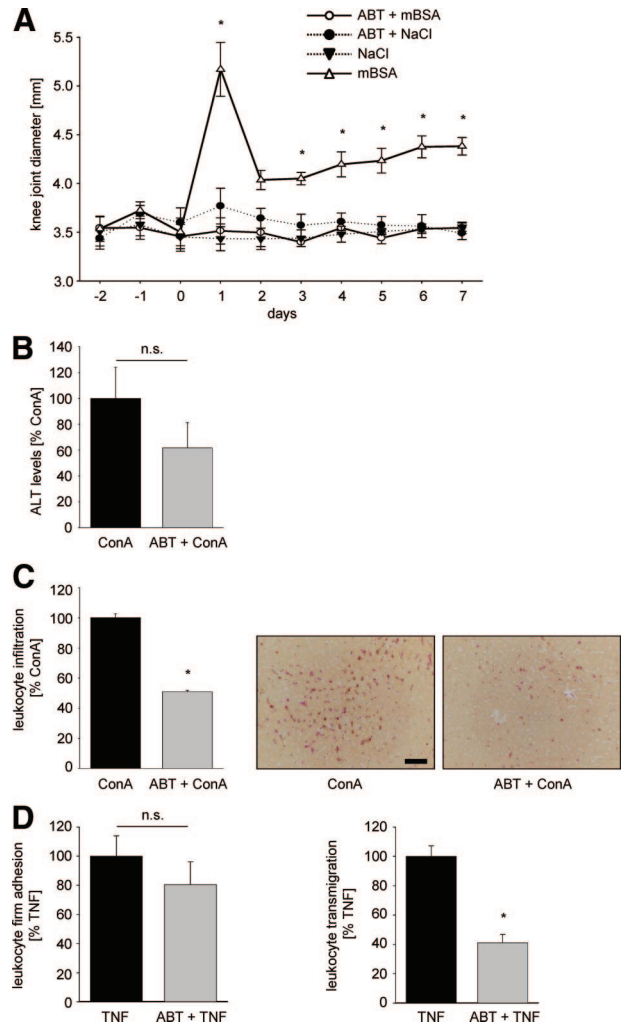 A
ABT + mBSA
ABT + NaCl
NaCl
mBSA
knee joint diameter [mm]
5.5
5.0
4.5
4.0
3.5
3.0
* * * * * *
-2 -1 0 1 2 3 4 5 6 7
days
B
ALT levels [% ConA]
140
120
100
80
60
40
20
0
n.s.
ConA ABT + ConA
C
leukocyte infiltration
[% ConA]
120
100
80
60
40
20
0
*
ConA ABT + ConA
ConA ABT + ConA
D
leukocyte firm adhesion
[% TNF]
120
100
80
60
40
20
0
n.s.
TNF ABT + TNF
leukocyte transmigration
[% TNF]
120
100
80
60
40
20
0
*
TNF ABT + TNF